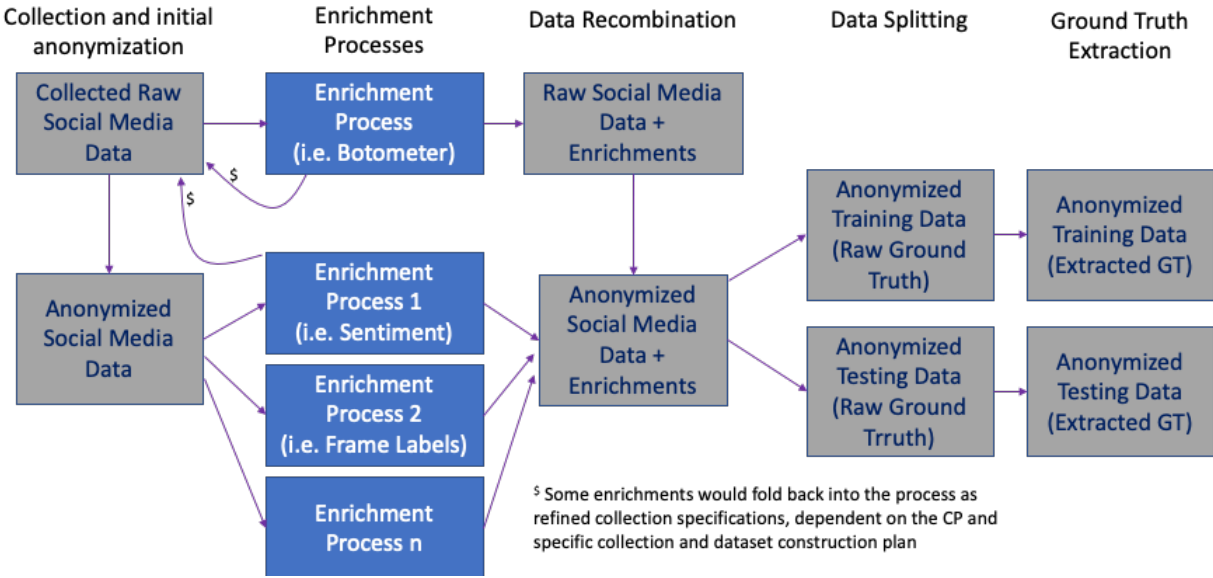 Collection and initial
anonymization
Enrichment
Processes
Data Recombination
Data Splitting
Ground Truth
Extraction
Collected Raw
Social Media
Data
Enrichment
Process
(i.e. Botometer)
Raw Social Media
Data +
Enrichments
$
$
Anonymized
Social Media
Data
Enrichment
Process 1
(i.e. Sentiment)
Enrichment
Process 2
(i.e. Frame Labels)
Enrichment
Process n
Anonymized
Social Media
Data +
Enrichments
Anonymized
Training Data
(Raw Ground
Truth)
Anonymized
Training Data
(Extracted GT)
Anonymized
Testing Data
(Raw Ground
Trruth)
Anonymized
Testing Data
(Extracted GT)
$ Some enrichments would fold back into the process as
refined collection specifications, dependent on the CP and
specific collection and dataset construction plan